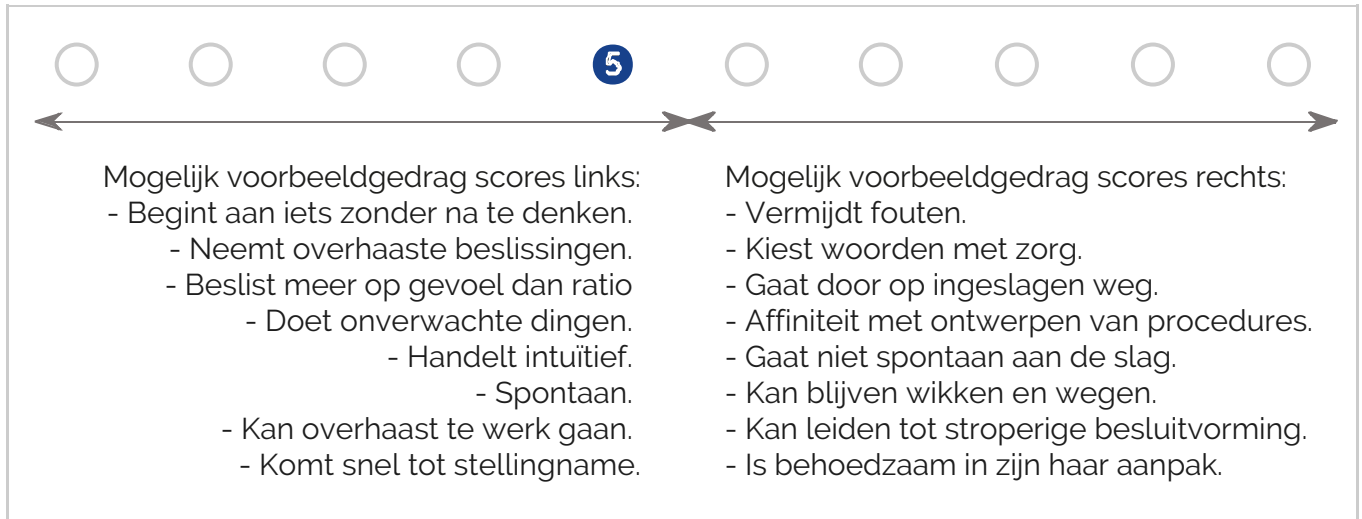 5
Mogelijk voorbeeldgedrag scores links:
- Begint aan iets zonder na te denken.
- Neemt overhaaste beslissingen.
- Beslist meer op gevoel dan ratio
- Doet onverwachte dingen.
- Handelt intuïtief.
- Spontaan.
- Kan overhaast te werk gaan.
- Komt snel tot stellingname.
Mogelijk voorbeeldgedrag scores rechts:
- Vermijdt fouten.
- Kiest woorden met zorg.
- Gaat door op ingeslagen weg.
- Affiniteit met ontwerpen van procedures.
- Gaat niet spontaan aan de slag.
- Kan blijven wikken en wegen.
- Kan leiden tot stroperige besluitvorming.
- Is behoedzaam in zijn haar aanpak.